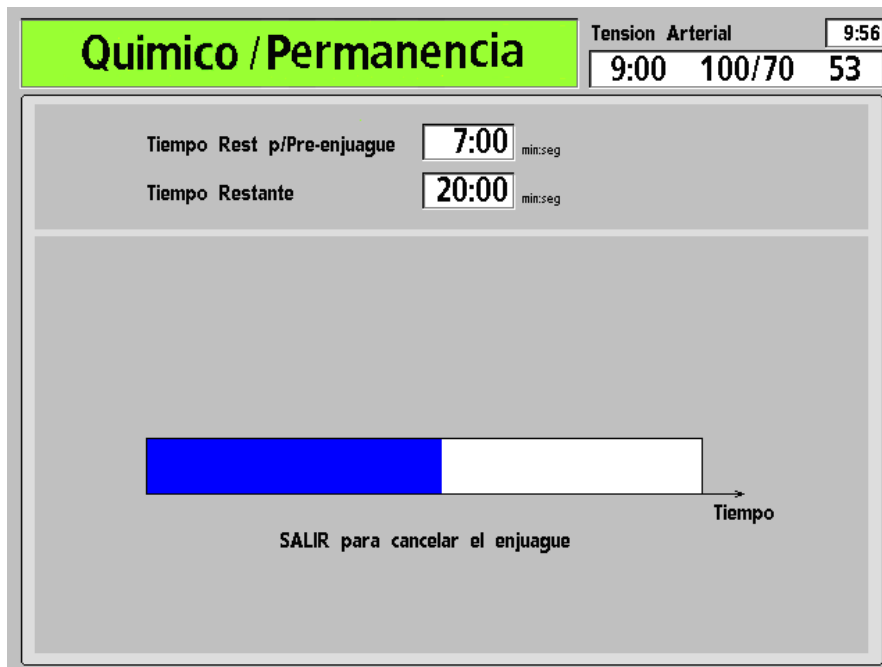 Quimico / Permanencia
Tension Arterial 9:56
9:00 100/70 53
Tiempo Rest p/Pre-enjuague 7:00 min:seg
Tiempo Restante 20:00 min:seg
Tiempo
SALIR para cancelar el enjuague